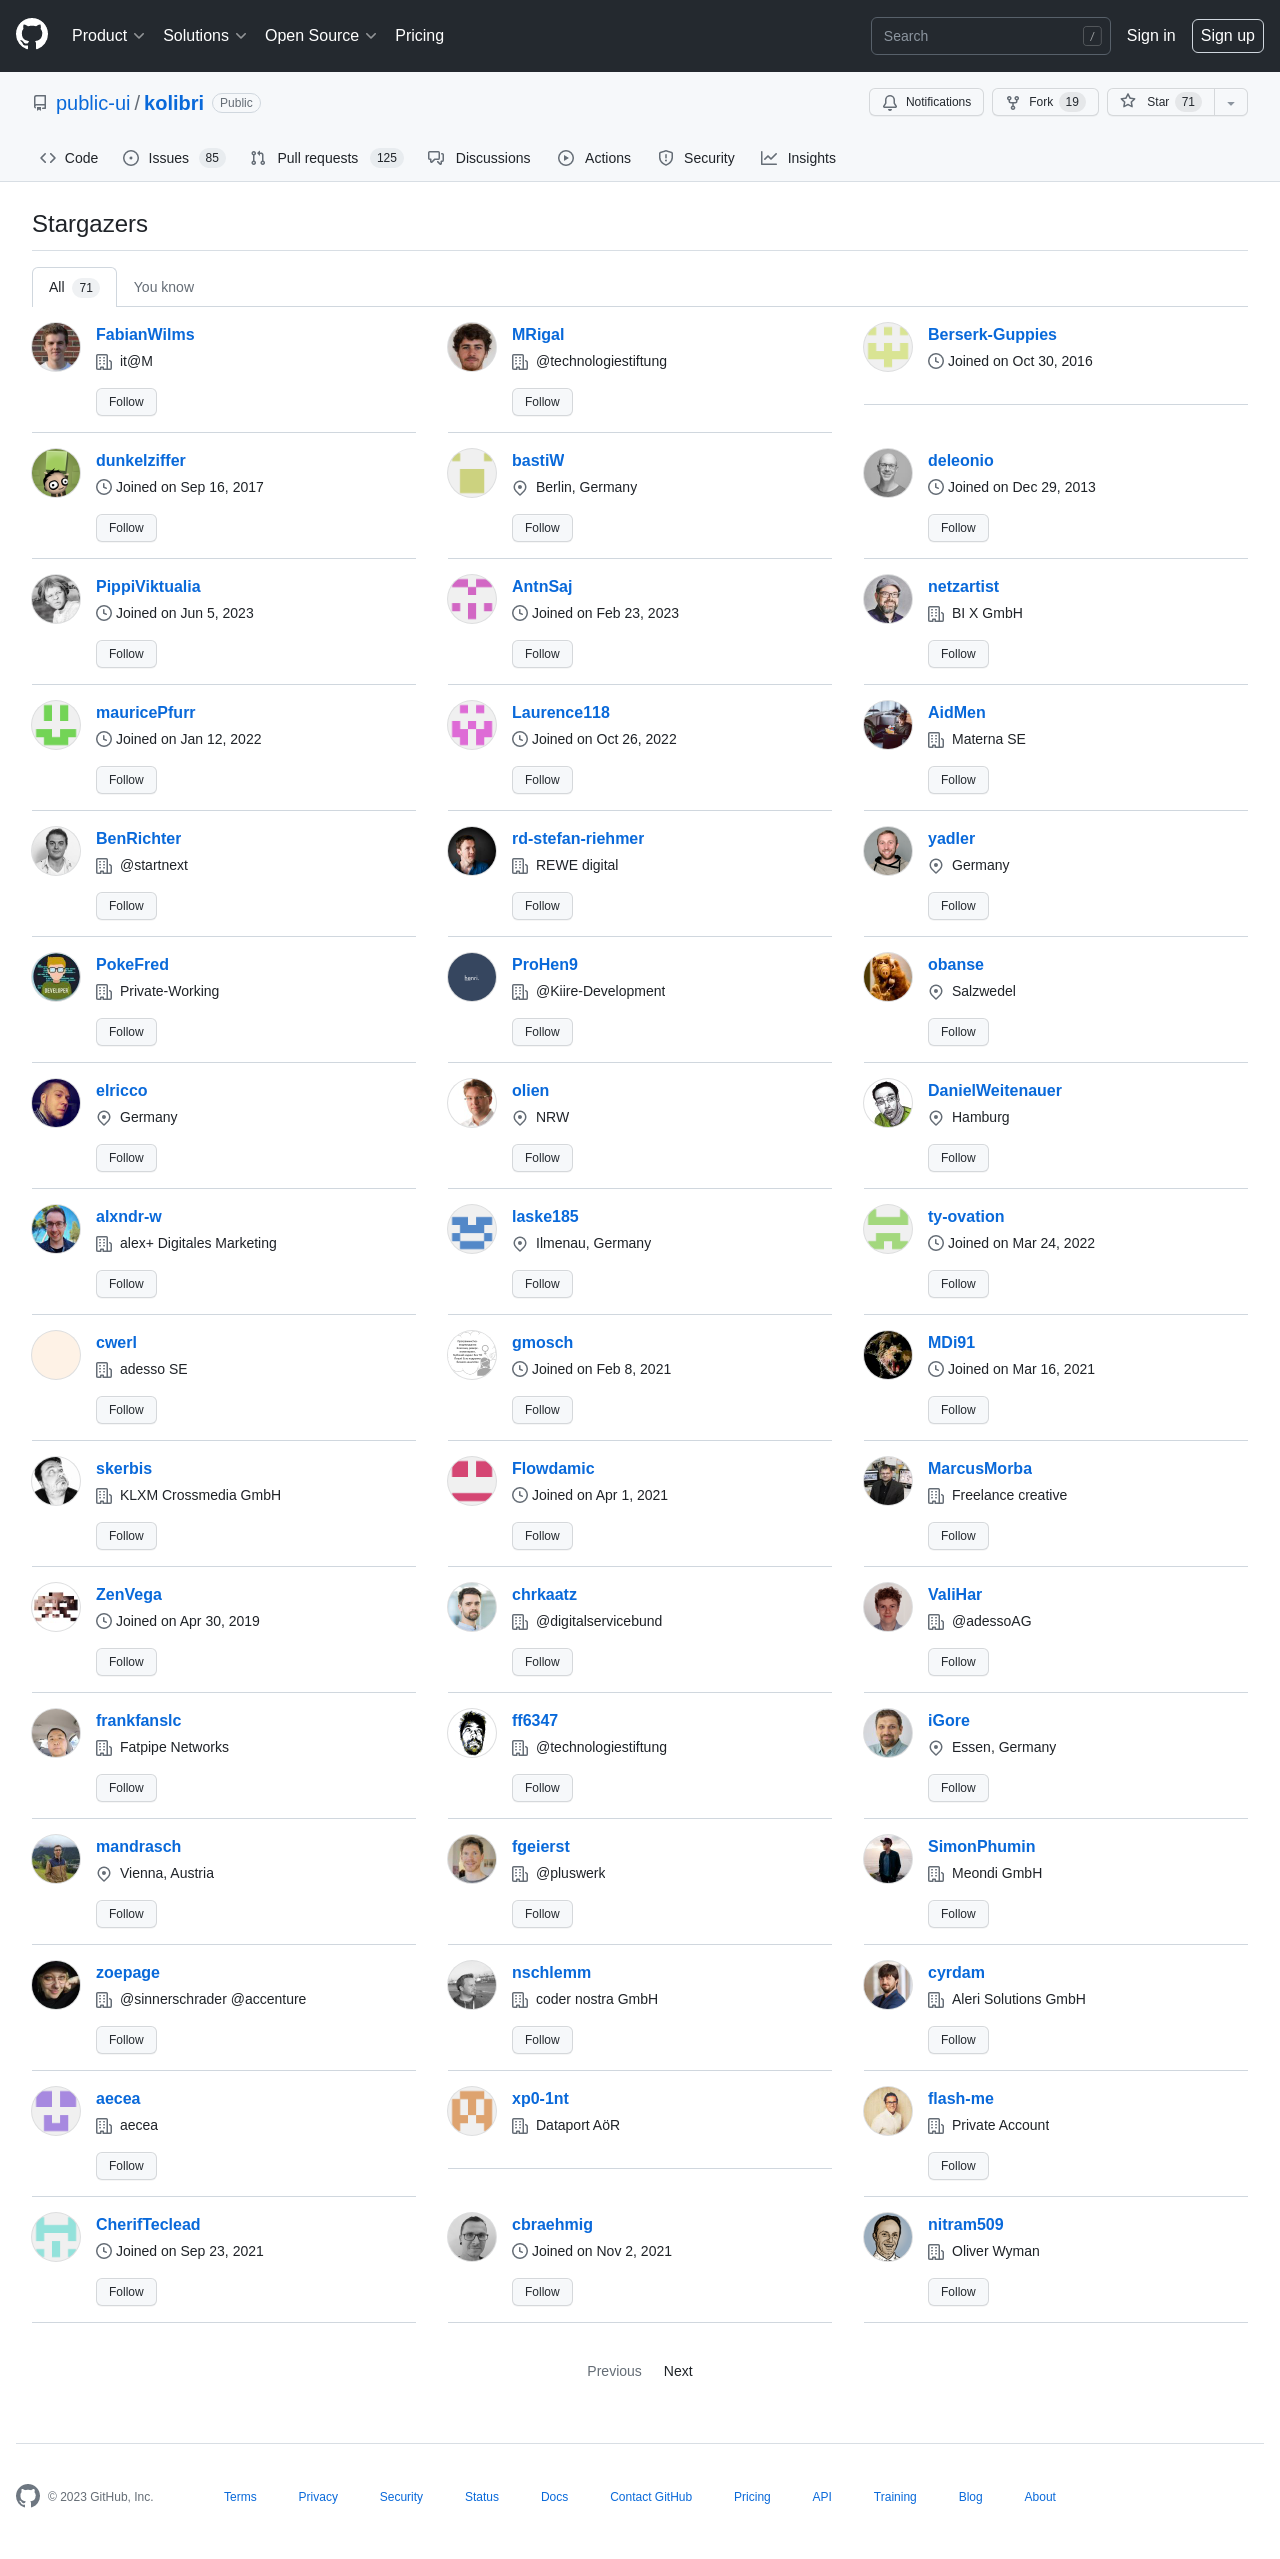 Product Solutions Open Source Pricing Search / Sign in Sign up
public-ui / kolibri Public Notifications Fork 19 Star 71
Code Issues 85 Pull requests 125 Discussions Actions Security Insights
Stargazers
All 71 You know
FabianWilms MRigal Berserk-Guppies
it@M @technologiestiftung Joined on Oct 30, 2016
Follow Follow
dunkelziffer bastiW deleonio
Joined on Sep 16, 2017 Berlin, Germany Joined on Dec 29, 2013
Follow Follow Follow
PippiViktualia AntnSaj netzartist
Joined on Jun 5, 2023 Joined on Feb 23, 2023 BI X GmbH
Follow Follow Follow
mauricePfurr Laurence118 AidMen
Joined on Jan 12, 2022 Joined on Oct 26, 2022 Materna SE
Follow Follow Follow
BenRichter rd-stefan-riehmer yadler
@startnext REWE digital Germany
Follow Follow Follow
PokeFred ProHen9 obanse
Private-Working @Kiire-Development Salzwedel
Follow Follow Follow
elricco olien DanielWeitenauer
Germany NRW Hamburg
Follow Follow Follow
alxndr-w laske185 ty-ovation
alex+ Digitales Marketing Ilmenau, Germany Joined on Mar 24, 2022
Follow Follow Follow
cwerl gmosch MDi91
adesso SE Joined on Feb 8, 2021 Joined on Mar 16, 2021
Follow Follow Follow
skerbis Flowdamic MarcusMorba
KLXM Crossmedia GmbH Joined on Apr 1, 2021 Freelance creative
Follow Follow Follow
ZenVega chrkaatz ValiHar
Joined on Apr 30, 2019 @digitalservicebund @adessoAG
Follow Follow Follow
frankfanslc ff6347 iGore
Fatpipe Networks @technologiestiftung Essen, Germany
Follow Follow Follow
mandrasch fgeierst SimonPhumin
Vienna, Austria @pluswerk Meondi GmbH
Follow Follow Follow
zoepage nschlemm cyrdam
@sinnerschrader @accenture coder nostra GmbH Aleri Solutions GmbH
Follow Follow Follow
aecea xp0-1nt flash-me
aecea Dataport AöR Private Account
Follow Follow
CherifTeclead cbraehmig nitram509
Joined on Sep 23, 2021 Joined on Nov 2, 2021 Oliver Wyman
Follow Follow Follow
Previous Next
© 2023 GitHub, Inc. Terms Privacy Security Status Docs Contact GitHub Pricing API Training Blog About